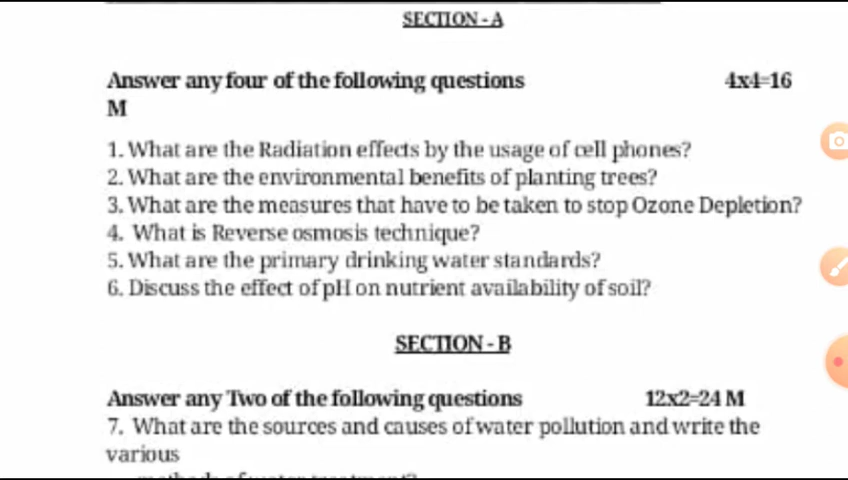 SECTION - A
Answer any four of the following questions 4x4=16
M
1. What are the Radiation effects by the usage of cell phones?
2. What are the environmental benefits of planting trees?
3. What are the measures that have to be taken to stop Ozone Depletion?
4. What is Reverse osmosis technique?
5. What are the primary drinking water standards?
6. Discuss the effect of pH on nutrient availability of soil?
SECTION - B
Answer any Two of the following questions 12x2=24 M
7. What are the sources and causes of water pollution and write the
various